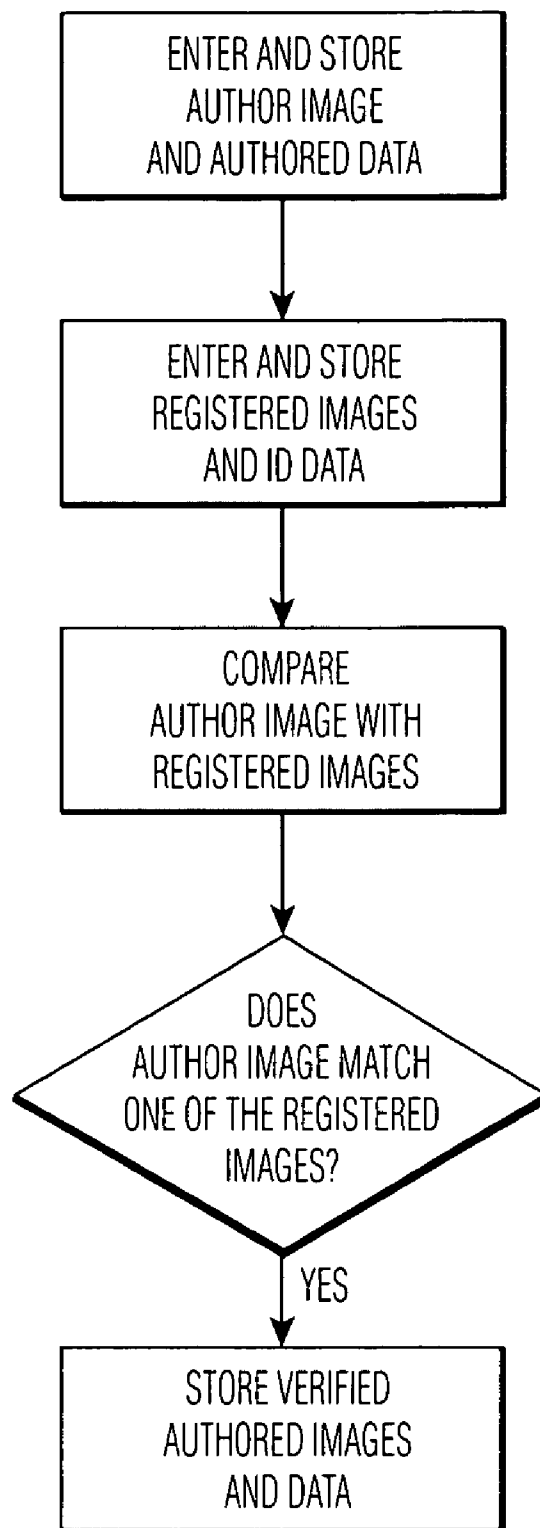 ENTER AND STORE
AUTHOR IMAGE
AND AUTHORED DATA
ENTER AND STORE
REGISTERED IMAGES
AND ID DATA
COMPARE
AUTHOR IMAGE WITH
REGISTERED IMAGES
DOES
AUTHOR IMAGE MATCH
ONE OF THE REGISTERED
IMAGES?
YES
STORE VERIFIED
AUTHORED IMAGES
AND DATA